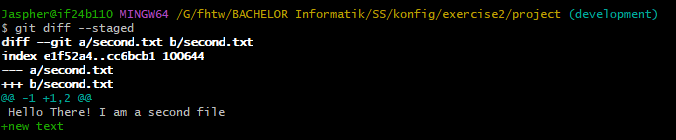 Jaspher@if24b110 MINGW64 /G/fhtw/BACHELOR Informatik/SS/konfig/exercise2/project (development)
$ git diff --staged
diff --git a/second.txt b/second.txt
index e1f52a4..cc6bcb1 100644
--- a/second.txt
+++ b/second.txt
@@ -1 +1,2 @@
 Hello There! I am a second file
+new text